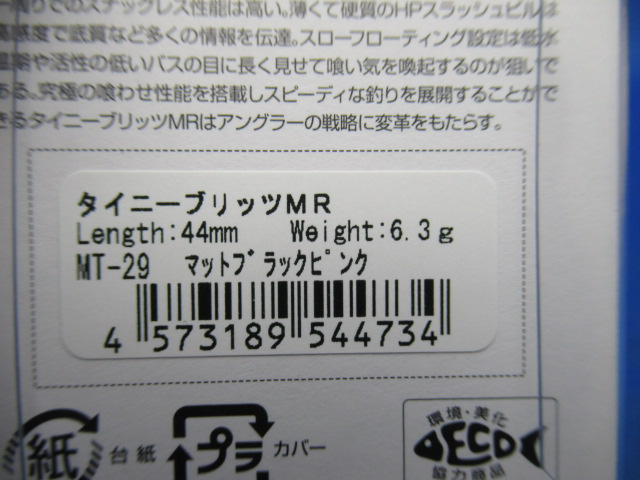 周りでのスナッグレス性能は高い。薄くて硬質のHPスラッシュビルは
高感度で底質など多くの情報を伝達。スローフローティング設定は低水
温期や活性の低いバスの目に長く見せて喰い気を喚起するのが狙いで
ある。究極の喰わせ性能を搭載しスピーディな釣りを展開することがで
きるタイニーブリッツMRはアングラーの戦略に変革をもたらす。
タイニーブリッツMR
Length:44mm Weight:6.3g
MT-29 マットブラックピンク
4 573189 544734
紙 台紙 プラ カバー
環境・美化
DECO
協力商品